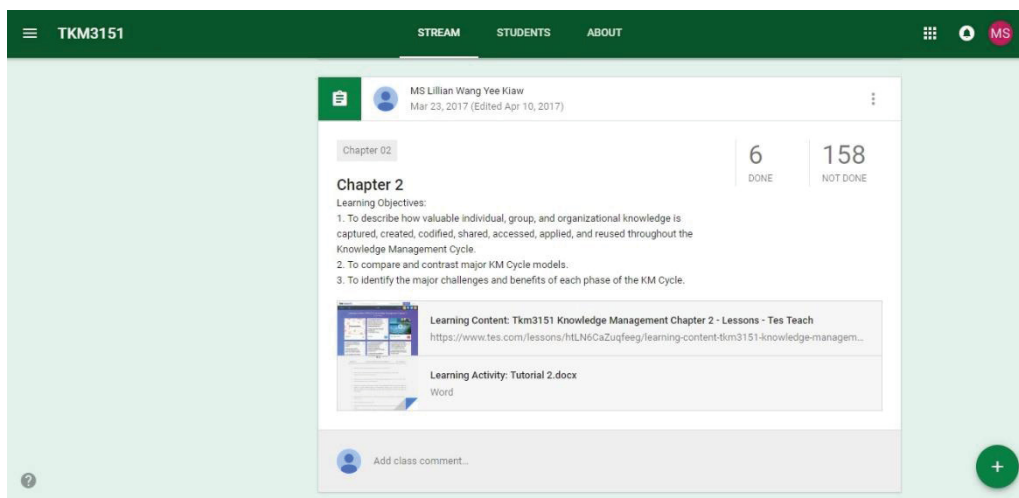 TKM3151
STREAM STUDENTS ABOUT
MS
MS Lillian Wang Yee Kiaw
Mar 23, 2017 (Edited Apr 10, 2017)
Chapter 02
6
DONE
158
NOT DONE
Chapter 2
Learning Objectives:
1. To describe how valuable individual, group, and organizational knowledge is
captured, created, codified, shared, accessed, applied, and reused throughout the
Knowledge Management Cycle.
2. To compare and contrast major KM Cycle models.
3. To identify the major challenges and benefits of each phase of the KM Cycle.
Learning Content: Tkm3151 Knowledge Management Chapter 2 - Lessons - Tes Teach
https://www.tes.com/lessons/htLN6CaZuqfeeg/learning-content-tkm3151-knowledge-managem...
Learning Activity: Tutorial 2.docx
Word
Add class comment...